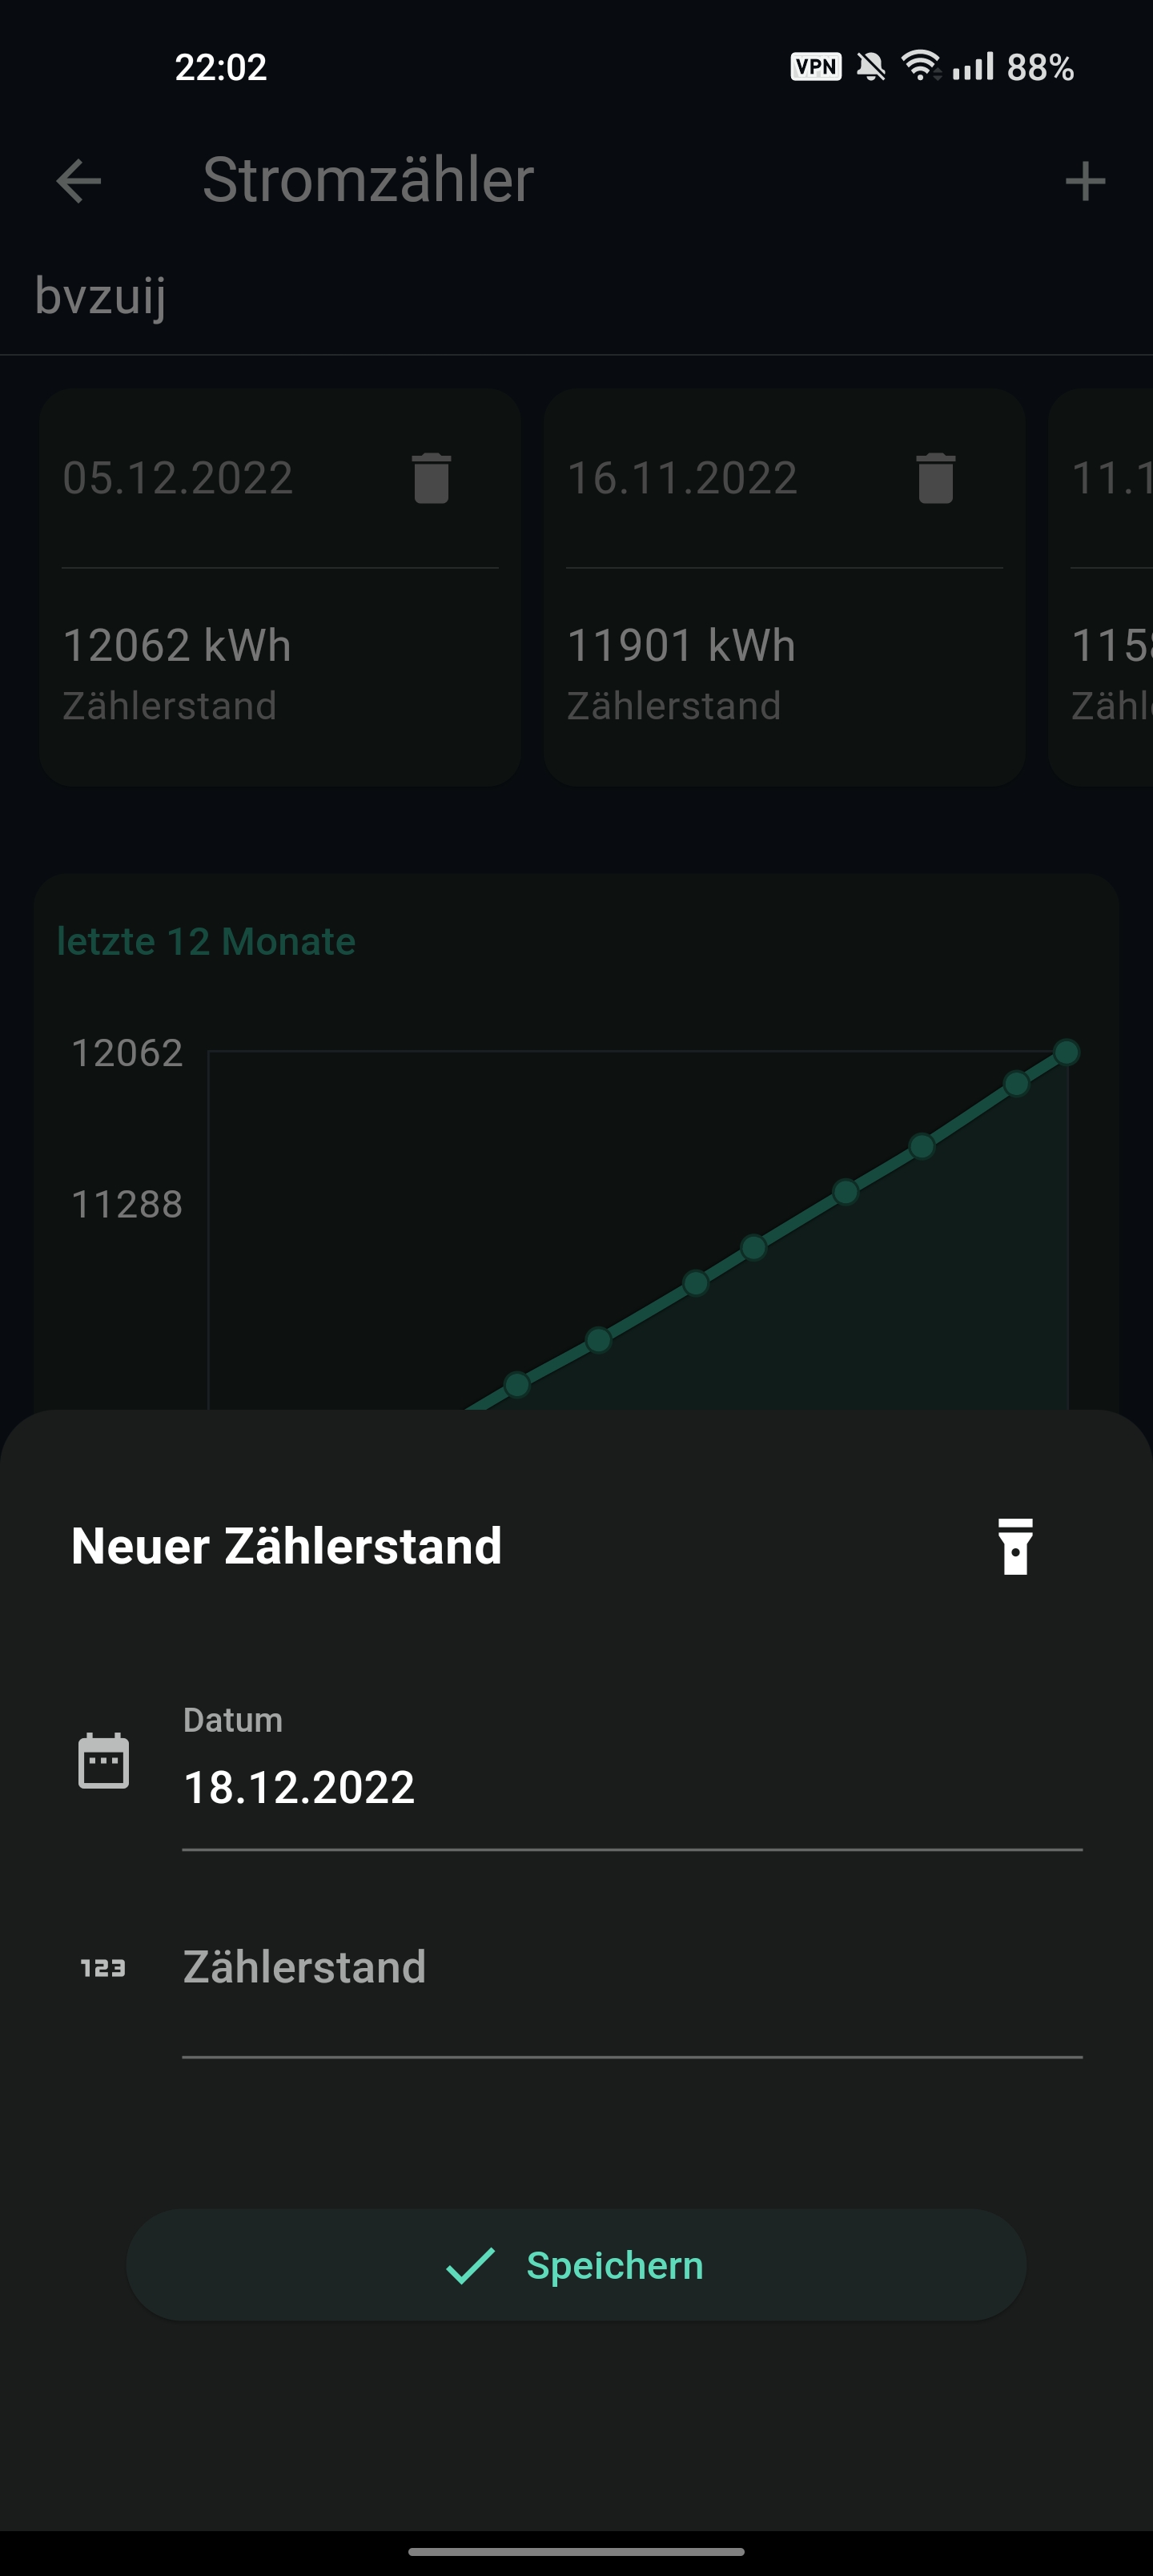 22:02 VPN 88%
Stromzähler
bvzuij
05.12.2022 16.11.2022 11.1
12062 kWh 11901 kWh 115
Zählerstand Zählerstand Zähl
letzte 12 Monate
12062
11288
Neuer Zählerstand
Datum
18.12.2022
123 Zählerstand
Speichern